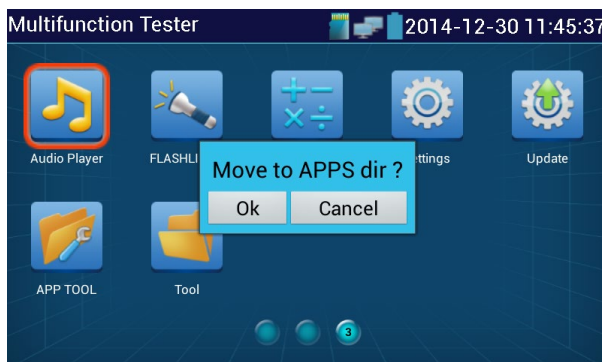 Multifunction Tester 2014-12-30 11:45:37
Audio Player FLASHLI ettings Update
Move to APPS dir ?
Ok Cancel
APP TOOL Tool
3